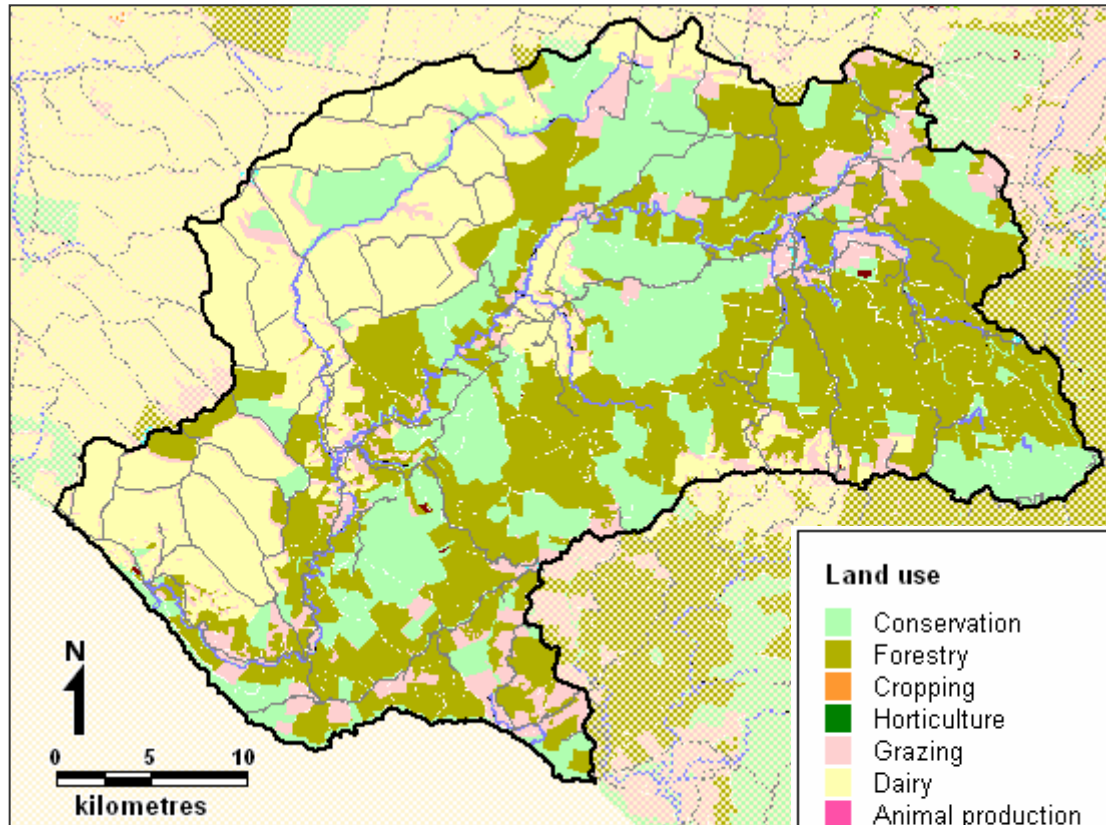 Land use
Conservation
Forestry
Cropping
Horticulture
Grazing
Dairy
Animal production
N
0 5 10
kilometres